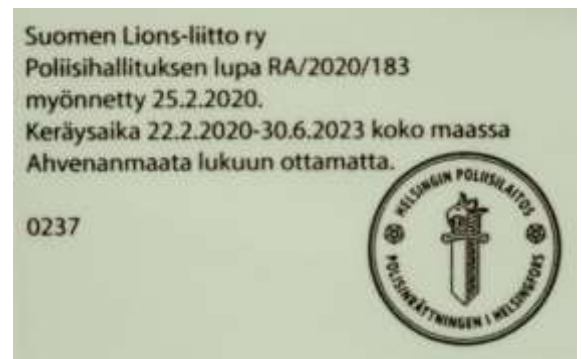 Suomen Lions-liitto ry
Poliisihallituksen lupa RA/2020/183
myönnetty 25.2.2020.
Keräysaika 22.2.2020-30.6.2023 koko maassa
Ahvenanmaata lukuun ottamatta.
0237
HELSINGIN POLIISILAITOS
POLISINRÄTTNINGEN I HELSINGFORS